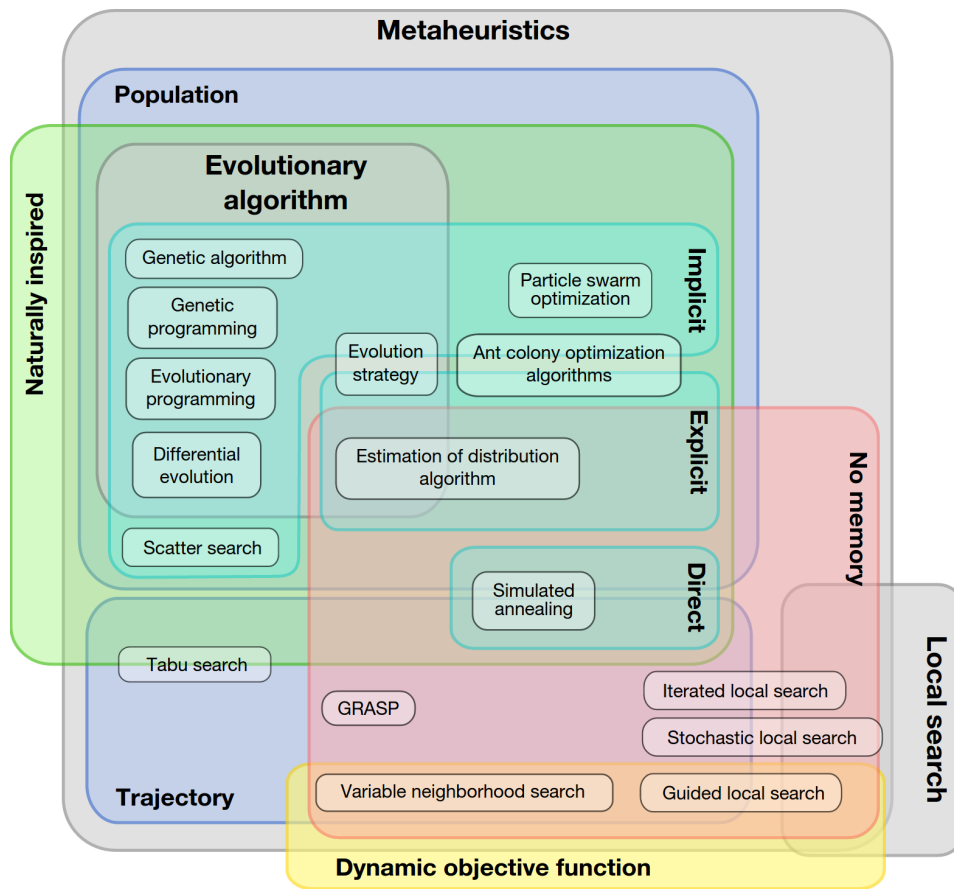 Metaheuristics
Population
Naturally inspired
Evolutionary
algorithm
Genetic algorithm
Genetic
programming
Evolutionary
programming
Differential
evolution
Scatter search
Particle swarm
optimization
Implicit
Evolution
strategy
Ant colony optimization
algorithms
Estimation of distribution
algorithm
Explicit
No memory
Simulated
annealing
Direct
Tabu search
GRASP
Iterated local search
Stochastic local search
Local search
Variable neighborhood search
Guided local search
Trajectory
Dynamic objective function